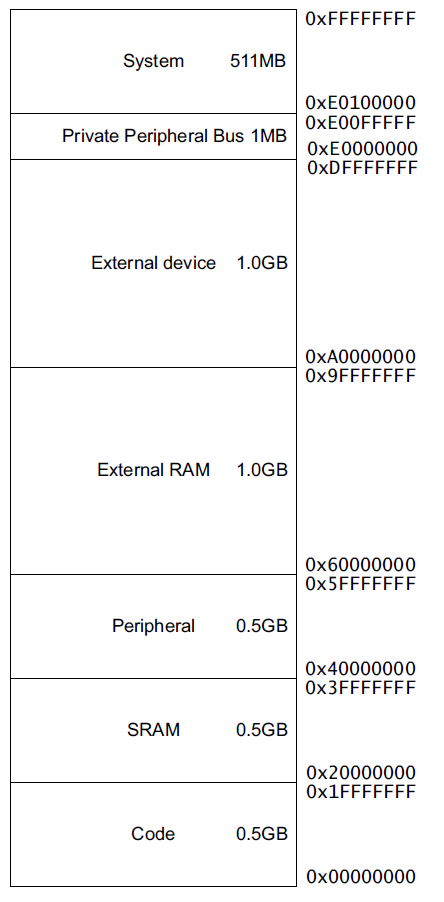 0xFFFFFFFF
System 511MB
0xE0100000
0xE00FFFFF
Private Peripheral Bus 1MB
0xE0000000
0xDFFFFFFF
External device 1.0GB
0xA0000000
0x9FFFFFFF
External RAM 1.0GB
0x60000000
0x5FFFFFFF
Peripheral 0.5GB
0x40000000
0x3FFFFFFF
SRAM 0.5GB
0x20000000
0x1FFFFFFF
Code 0.5GB
0x00000000